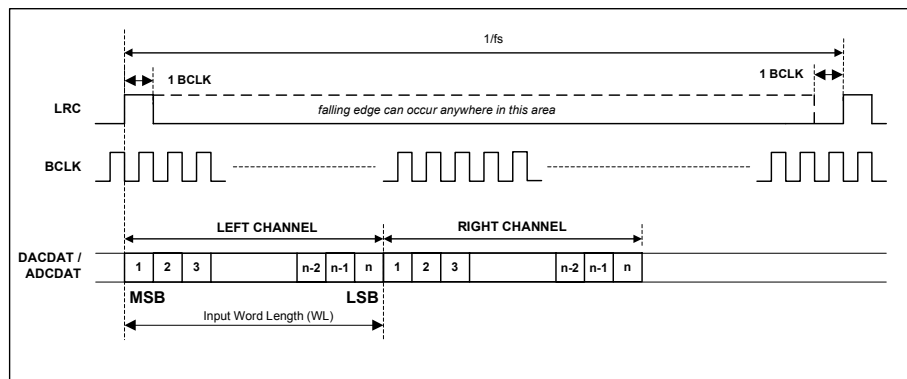 1/fs
1 BCLK
1 BCLK
LRC
falling edge can occur anywhere in this area
BCLK
LEFT CHANNEL
RIGHT CHANNEL
DACDAT /
ADCDAT
1 2 3 n-2 n-1 n 1 2 3 n-2 n-1 n
MSB
LSB
Input Word Length (WL)